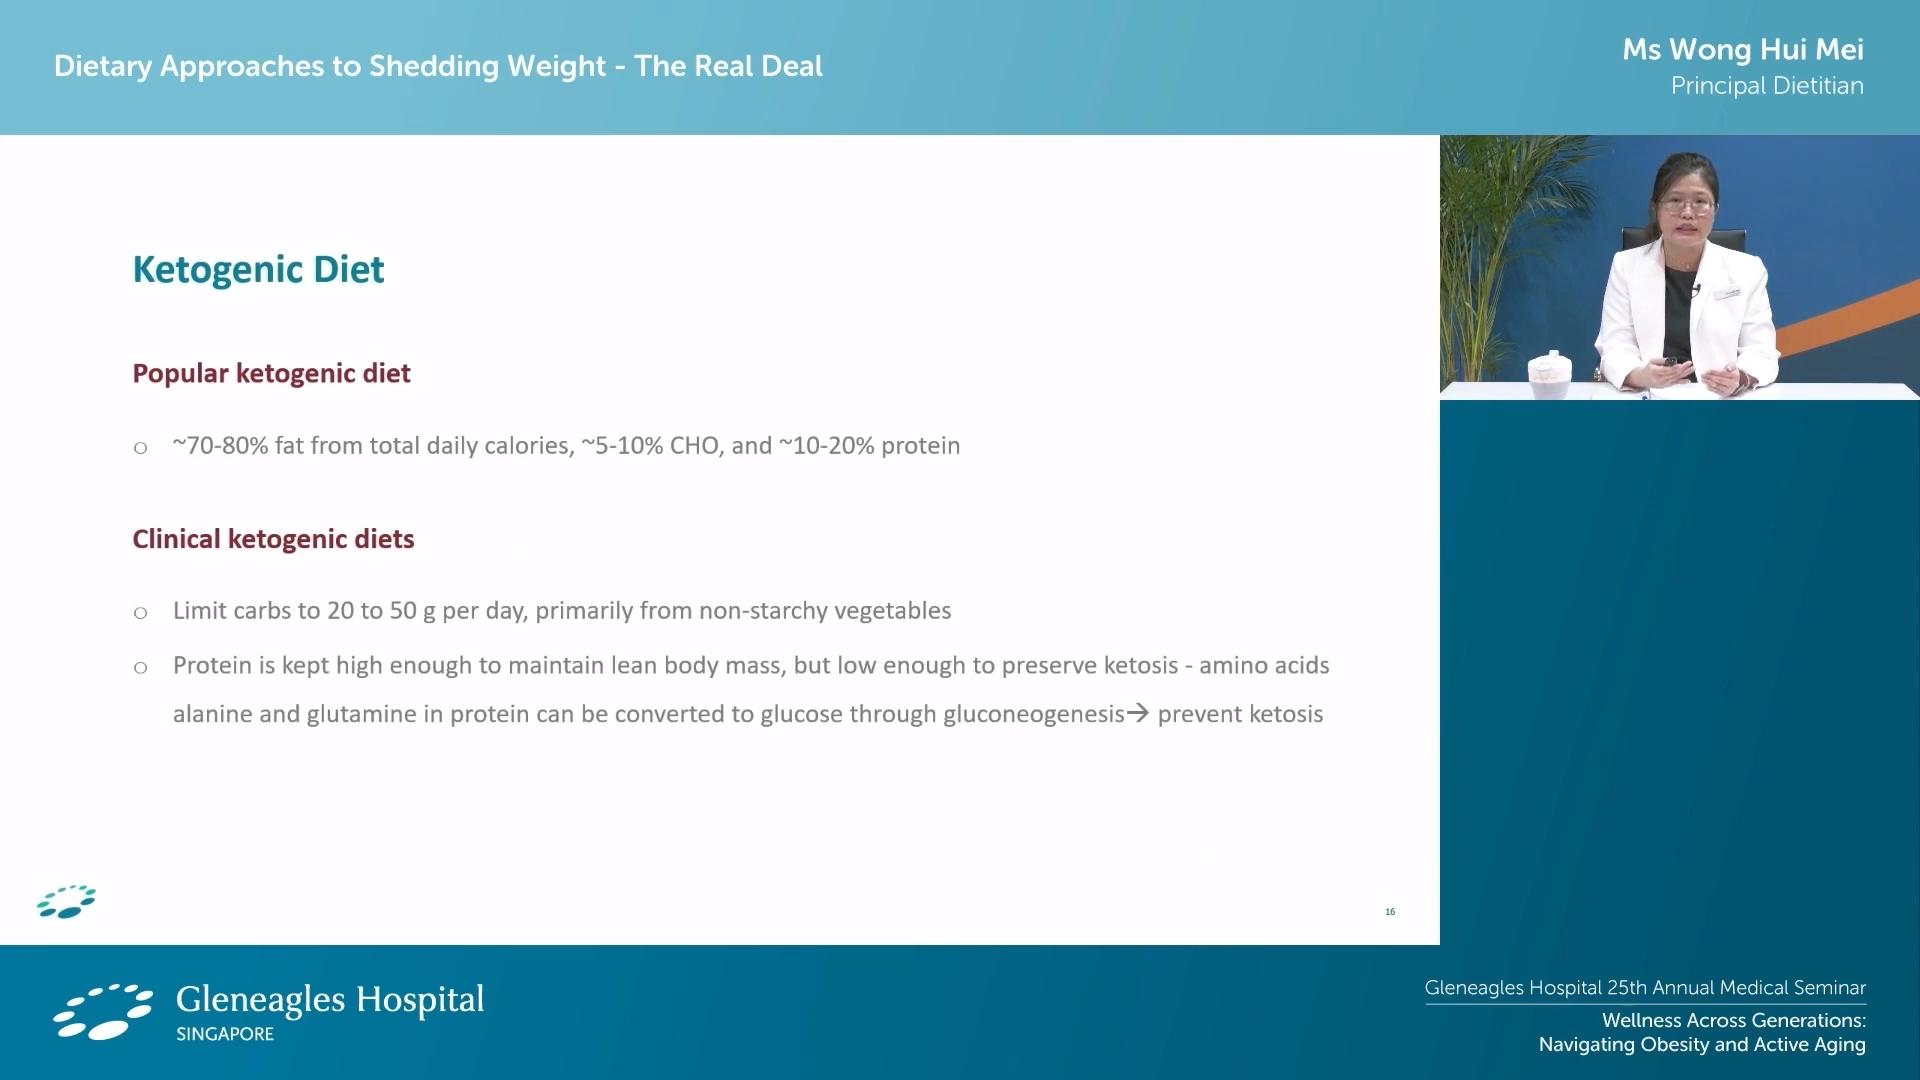 Dietary Approaches to Shedding Weight - The Real Deal
Ms Wong Hui Mei
Principal Dietitian
Ketogenic Diet
Popular ketogenic diet
○ ~70-80% fat from total daily calories, ~5-10% CHO, and ~10-20% protein
Clinical ketogenic diets
○ Limit carbs to 20 to 50 g per day, primarily from non-starchy vegetables
○ Protein is kept high enough to maintain lean body mass, but low enough to preserve ketosis - amino acids
alanine and glutamine in protein can be converted to glucose through gluconeogenesis→ prevent ketosis
16
Gleneagles Hospital
SINGAPORE
Gleneagles Hospital 25th Annual Medical Seminar
Wellness Across Generations:
Navigating Obesity and Active Aging